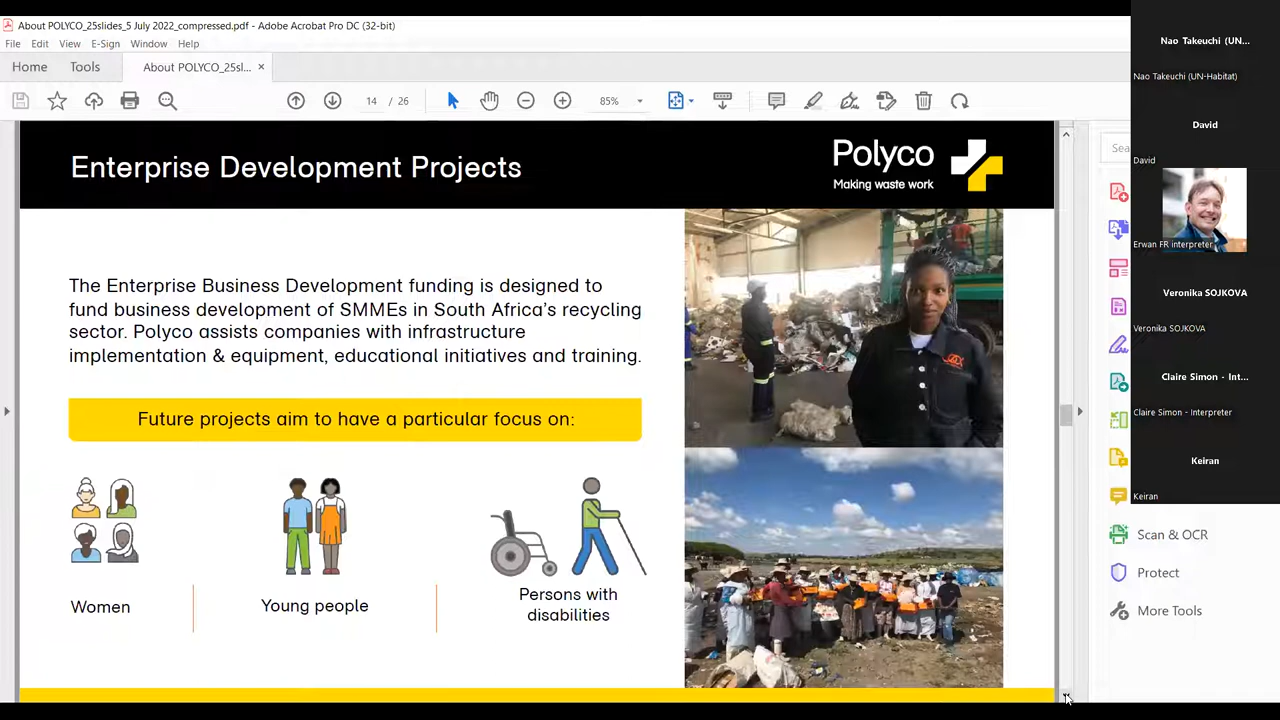 About POLYCO_25slides_5 July 2022_compressed.pdf - Adobe Acrobat Pro DC (32-bit)
File Edit View E-Sign Window Help
Home Tools About POLYCO_25sl... ×
14 / 26 85%
Enterprise Development Projects
Polyco
Making waste work
The Enterprise Business Development funding is designed to
fund business development of SMMEs in South Africa's recycling
sector. Polyco assists companies with infrastructure
implementation & equipment, educational initiatives and training.
Future projects aim to have a particular focus on:
Women
Young people
Persons with
disabilities
Sea
Scan & OCR
Protect
More Tools
Nao Takeuchi (UN...
Nao Takeuchi (UN-Habitat)
David
David
Erwan FR interpreter
Veronika SOJKOVA
Veronika SOJKOVA
Claire Simon - Int...
Claire Simon - Interpreter
Keiran
Keiran